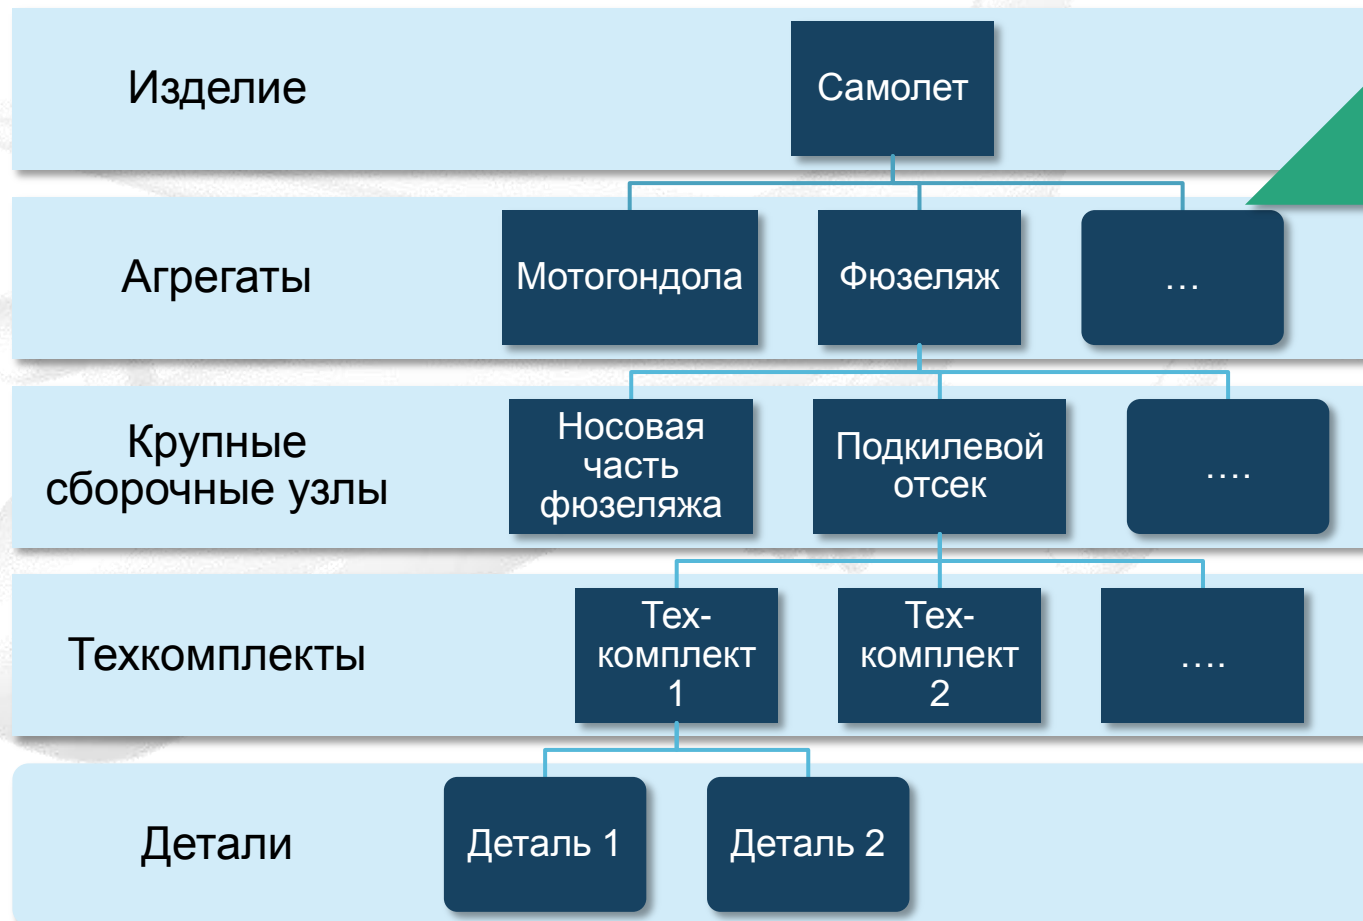 Изделие
Самолет
Агрегаты
Мотогондола
Фюзеляж
...
Крупные
сборочные узлы
Носовая
часть
фюзеляжа
Подкилевой
отсек
....
Техкомплекты
Тех-
комплект
1
Тех-
комплект
2
....
Детали
Деталь 1
Деталь 2